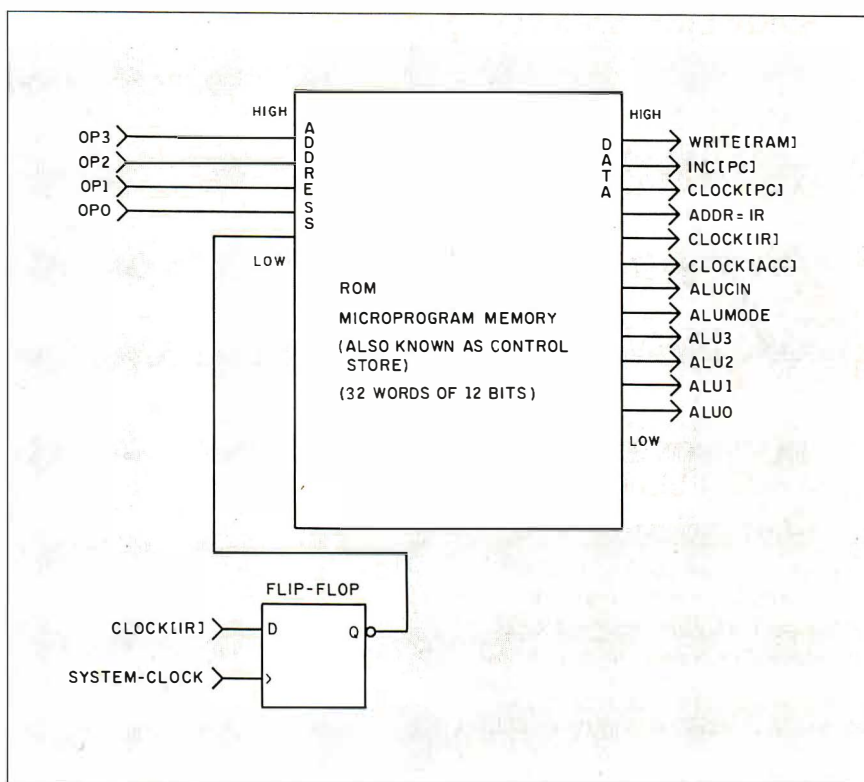 HIGH
OP3
OP2
OP1
OP0
ADDRESS
LOW
HIGH
DATA
WRITE[RAM]
INC[PC]
CLOCK[PC]
ADDR=IR
CLOCK[IR]
CLOCK[ACC]
ALUCIN
ALUMODE
ALU3
ALU2
ALU1
ALU0
LOW
ROM
MICROPROGRAM MEMORY
(ALSO KNOWN AS CONTROL
STORE)
(32 WORDS OF 12 BITS)
FLIP-FLOP
CLOCK[IR]
D
Q
SYSTEM-CLOCK